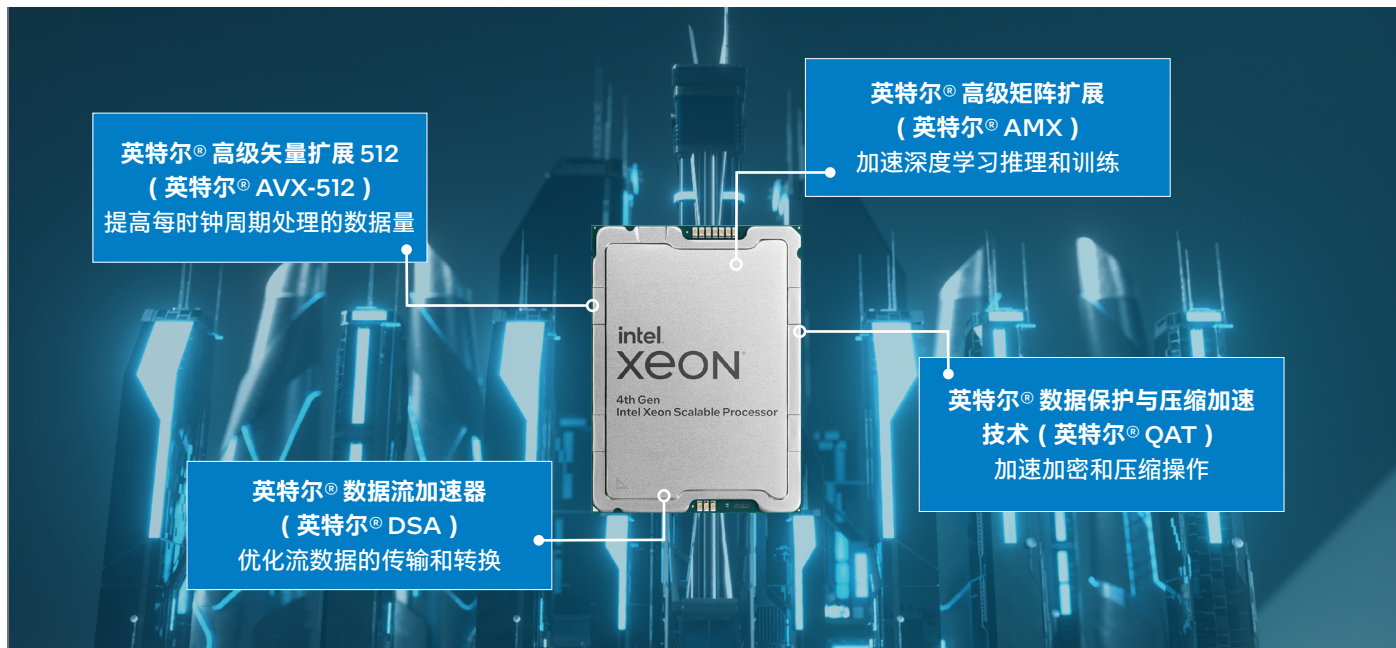 英特尔® 高级矩阵扩展
（英特尔® AMX）
加速深度学习推理和训练
英特尔® 高级矢量扩展 512
（英特尔® AVX-512）
提高每时钟周期处理的数据量
intel.
xeon
4th Gen
Intel Xeon Scalable Processor
英特尔® 数据保护与压缩加速
技术（英特尔® QAT）
加速加密和压缩操作
英特尔® 数据流加速器
（英特尔® DSA）
优化流数据的传输和转换